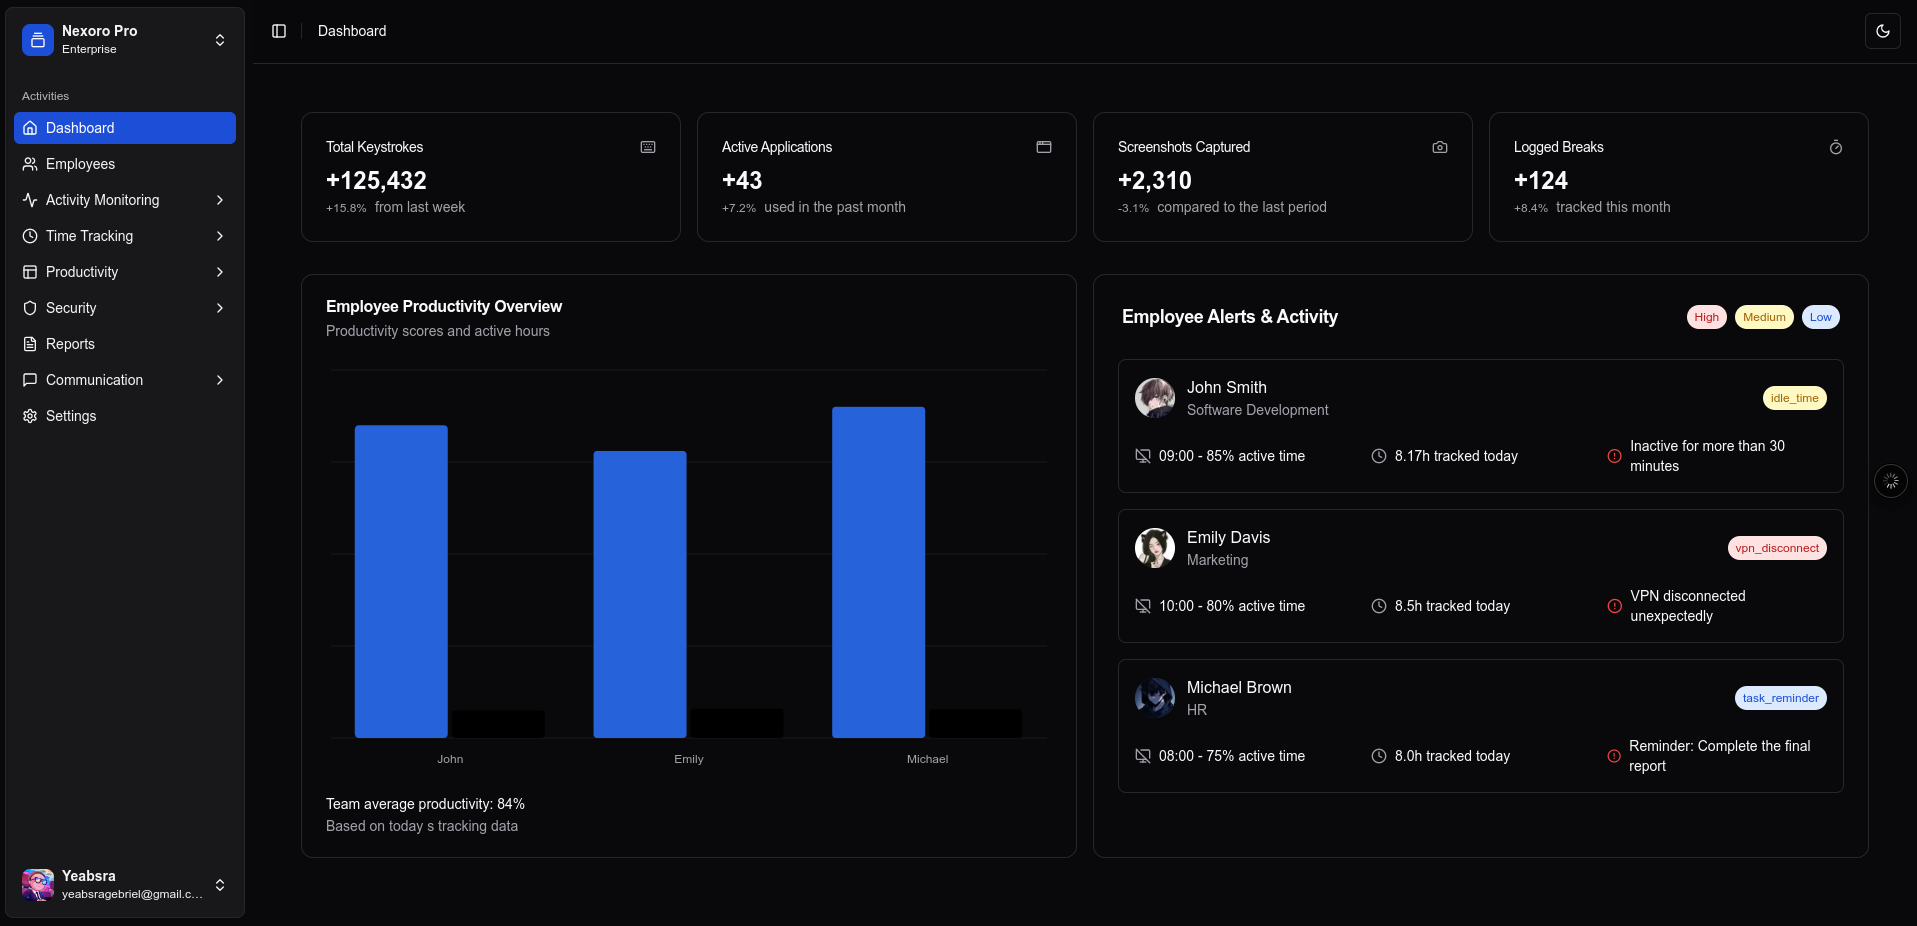 Nexoro Pro
Enterprise
Activities
Dashboard
Employees
Activity Monitoring
Time Tracking
Productivity
Security
Reports
Communication
Settings
Yeabsra
yeabsragebriel@gmail.c...
Dashboard
Total Keystrokes
+125,432
+15.8% from last week
Active Applications
+43
+7.2% used in the past month
Screenshots Captured
+2,310
-3.1% compared to the last period
Logged Breaks
+124
+8.4% tracked this month
Employee Productivity Overview
Productivity scores and active hours
John
Emily
Michael
Team average productivity: 84%
Based on today s tracking data
Employee Alerts & Activity
High
Medium
Low
John Smith
Software Development
idle_time
09:00 - 85% active time
8.17h tracked today
Inactive for more than 30
minutes
Emily Davis
Marketing
vpn_disconnect
10:00 - 80% active time
8.5h tracked today
VPN disconnected
unexpectedly
Michael Brown
HR
task_reminder
08:00 - 75% active time
8.0h tracked today
Reminder: Complete the final
report